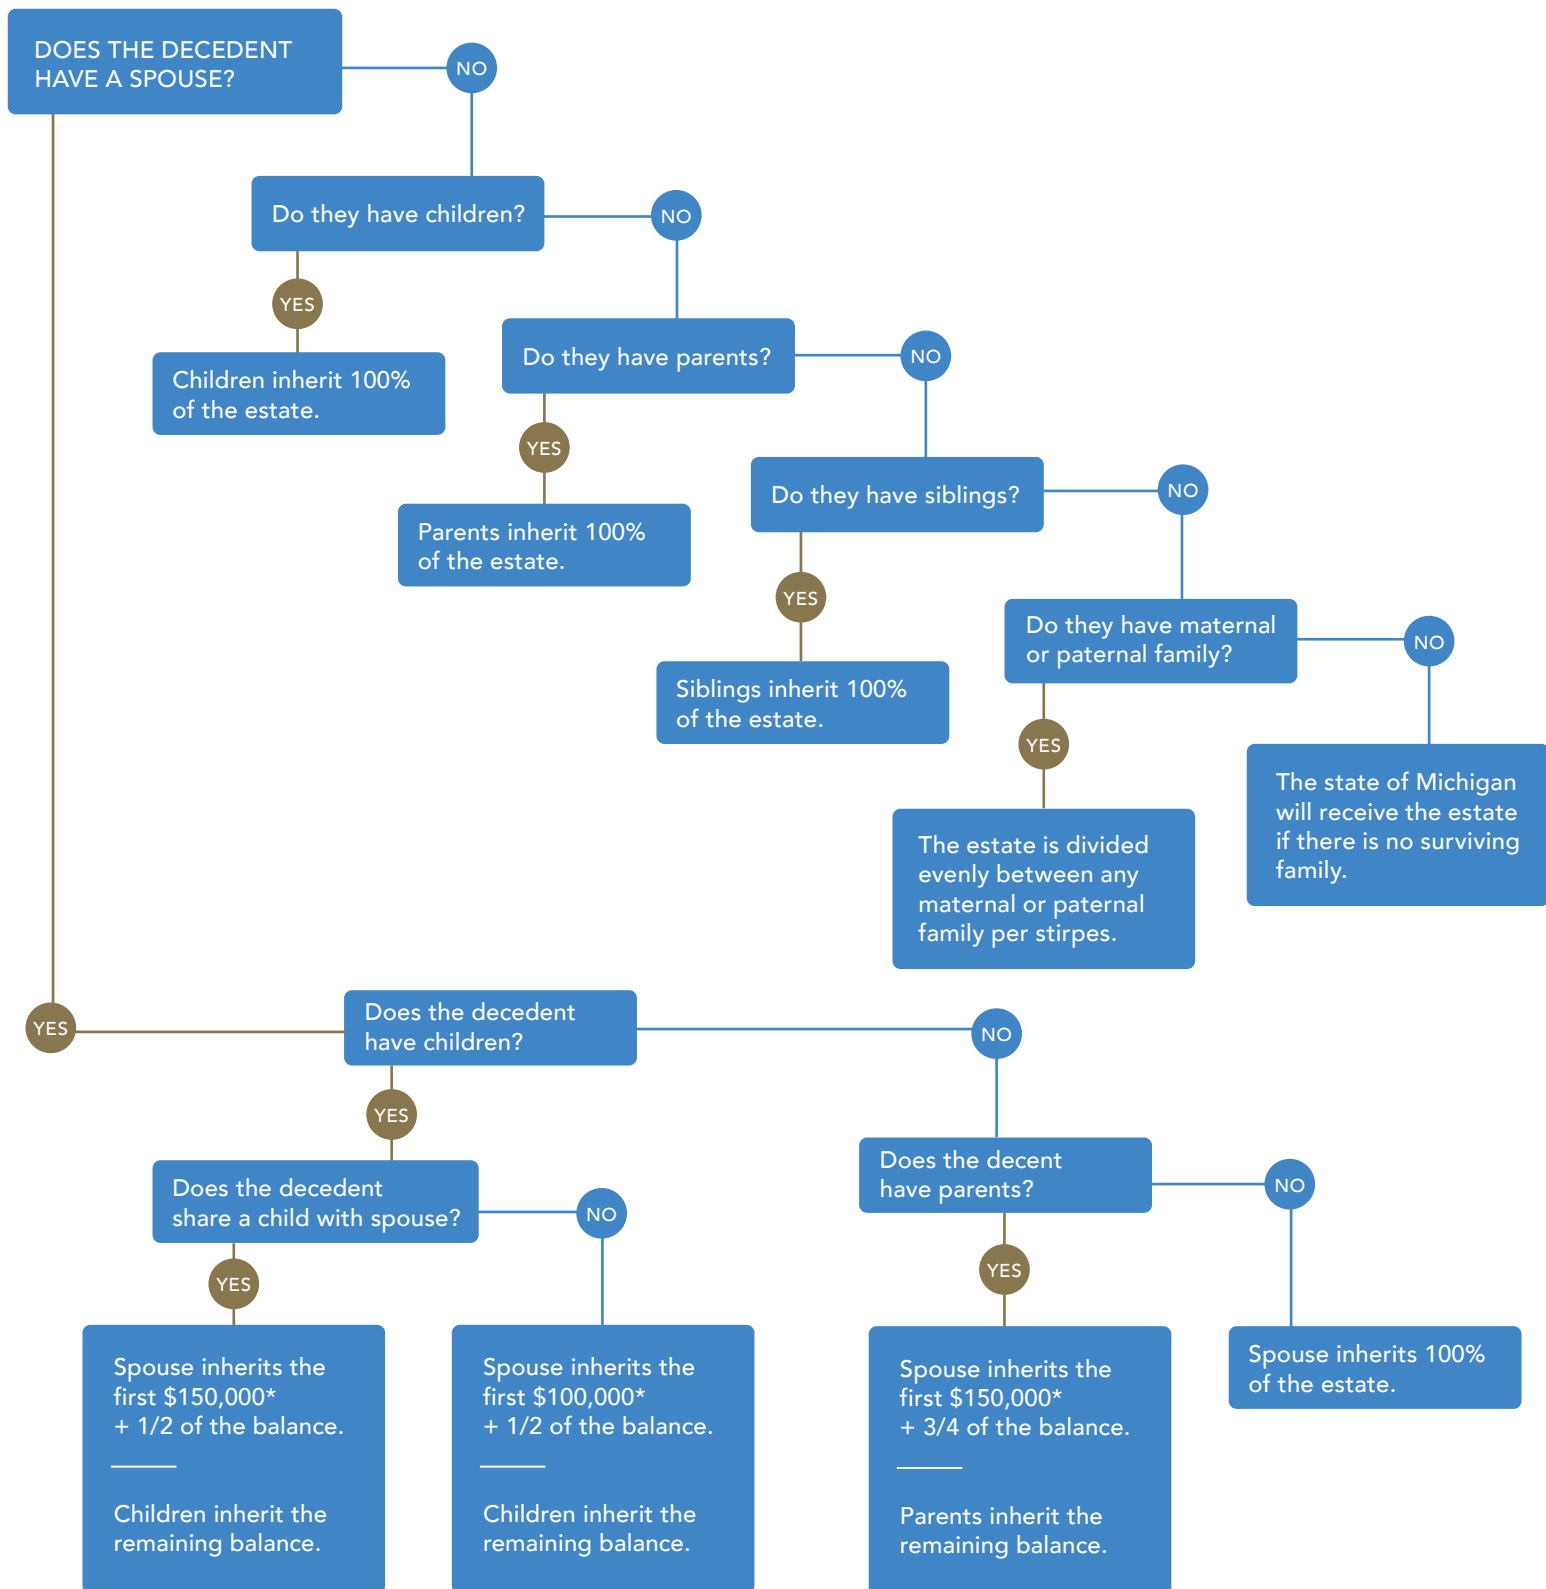 DOES THE DECEDENT
HAVE A SPOUSE?
NO
Do they have children?
NO
YES
Children inherit 100%
of the estate.
Do they have parents?
NO
YES
Parents inherit 100%
of the estate.
Do they have siblings?
NO
YES
Siblings inherit 100%
of the estate.
Do they have maternal
or paternal family?
NO
YES
The estate is divided
evenly between any
maternal or paternal
family per stirpes.
The state of Michigan
will receive the estate
if there is no surviving
family.
YES
Does the decedent
have children?
NO
YES
Does the decedent
share a child with spouse?
NO
YES
Spouse inherits the
first $150,000*
+ 1/2 of the balance.
Children inherit the
remaining balance.
Spouse inherits the
first $100,000*
+ 1/2 of the balance.
Children inherit the
remaining balance.
Does the decent
have parents?
NO
YES
Spouse inherits the
first $150,000*
+ 3/4 of the balance.
Parents inherit the
remaining balance.
Spouse inherits 100%
of the estate.